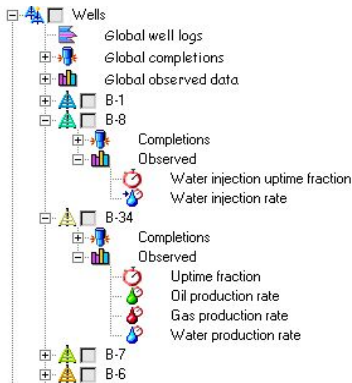 Wells
Global well logs
Global completions
Global observed data
B-1
B-8
Completions
Observed
Water injection uptime fraction
Water injection rate
B-34
Completions
Observed
Uptime fraction
Oil production rate
Gas production rate
Water production rate
B-7
B-6